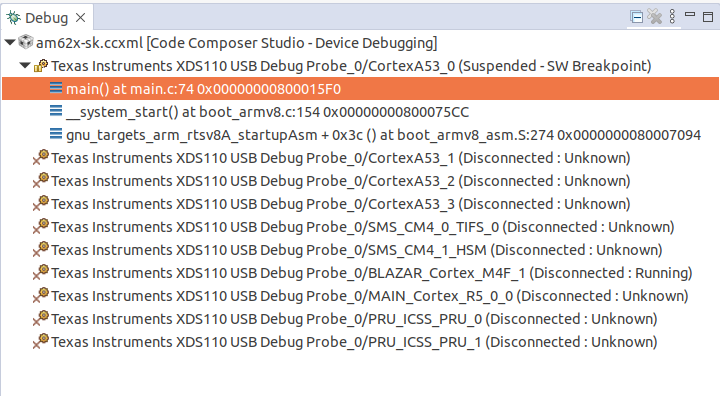 Debug
am62x-sk.ccxml [Code Composer Studio - Device Debugging]
Texas Instruments XDS110 USB Debug Probe_0/CortexA53_0 (Suspended - SW Breakpoint)
main() at main.c:74 0x00000000800015F0
__system_start() at boot_armv8.c:154 0x00000000800075CC
gnu_targets_arm_rtsv8A_startupAsm + 0x3c () at boot_armv8_asm.S:274 0x0000000080007094
Texas Instruments XDS110 USB Debug Probe_0/CortexA53_1 (Disconnected : Unknown)
Texas Instruments XDS110 USB Debug Probe_0/CortexA53_2 (Disconnected : Unknown)
Texas Instruments XDS110 USB Debug Probe_0/CortexA53_3 (Disconnected : Unknown)
Texas Instruments XDS110 USB Debug Probe_0/SMS_CM4_0_TIFS_0 (Disconnected : Unknown)
Texas Instruments XDS110 USB Debug Probe_0/SMS_CM4_1_HSM (Disconnected : Unknown)
Texas Instruments XDS110 USB Debug Probe_0/BLAZAR_Cortex_M4F_1 (Disconnected : Running)
Texas Instruments XDS110 USB Debug Probe_0/MAIN_Cortex_R5_0_0 (Disconnected : Unknown)
Texas Instruments XDS110 USB Debug Probe_0/PRU_ICSS_PRU_0 (Disconnected : Unknown)
Texas Instruments XDS110 USB Debug Probe_0/PRU_ICSS_PRU_1 (Disconnected : Unknown)